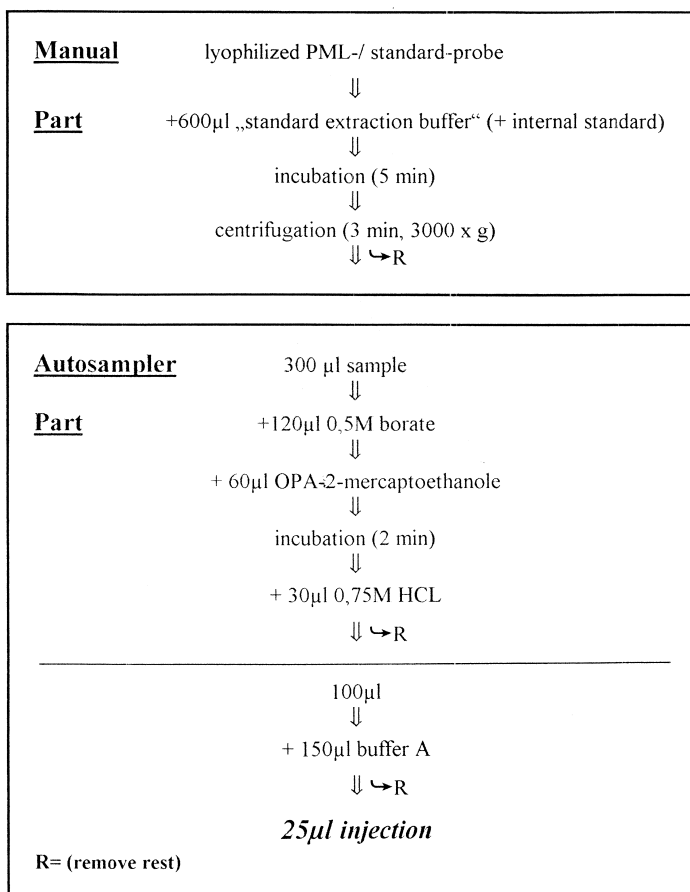 Manual lyophilized PML-/ standard-probe
⇓
Part +600µl „standard extraction buffer“ (+ internal standard)
⇓
incubation (5 min)
⇓
centrifugation (3 min, 3000 x g)
⇓ ↪R
Autosampler 300 µl sample
⇓
Part +120µl 0,5M borate
⇓
+ 60µl OPA-2-mercaptoethanole
⇓
incubation (2 min)
⇓
+ 30µl 0,75M HCL
⇓ ↪R
100µl
⇓
+ 150µl buffer A
⇓ ↪R
25µl injection
R= (remove rest)